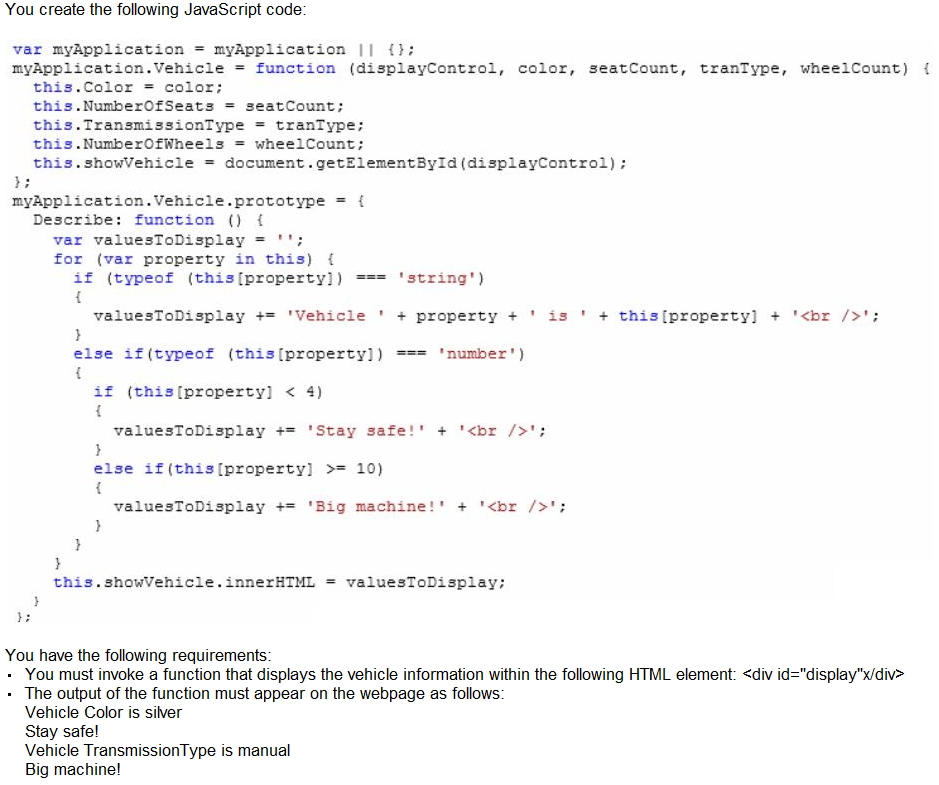 You create the following JavaScript code:
var myApplication = myApplication || {};
myApplication.Vehicle = function (displayControl, color, seatCount, tranType, wheelCount) {
this.Color = color;
this.NumberOfSeats = seatCount;
this.TransmissionType = tranType;
this.NumberOfWheels = wheelCount;
this.showVehicle = document.getElementById(displayControl);
};
myApplication.Vehicle.prototype = {
Describe: function () {
var valuesToDisplay = '';
for (var property in this) {
if (typeof (this[property]) === 'string')
{
valuesToDisplay += 'Vehicle ' + property + ' is ' + this[property] + '<br />';
}
else if(typeof (this[property]) === 'number')
{
if (this[property] < 4)
{
valuesToDisplay += 'Stay safe!' + '<br />';
}
else if(this[property] >= 10)
{
valuesToDisplay += 'Big machine!' + '<br />';
}
}
}
this.showVehicle.innerHTML = valuesToDisplay;
}
};
You have the following requirements:
· You must invoke a function that displays the vehicle information within the following HTML element: <div id="display"x/div>
· The output of the function must appear on the webpage as follows:
Vehicle Color is silver
Stay safe!
Vehicle TransmissionType is manual
Big machine!